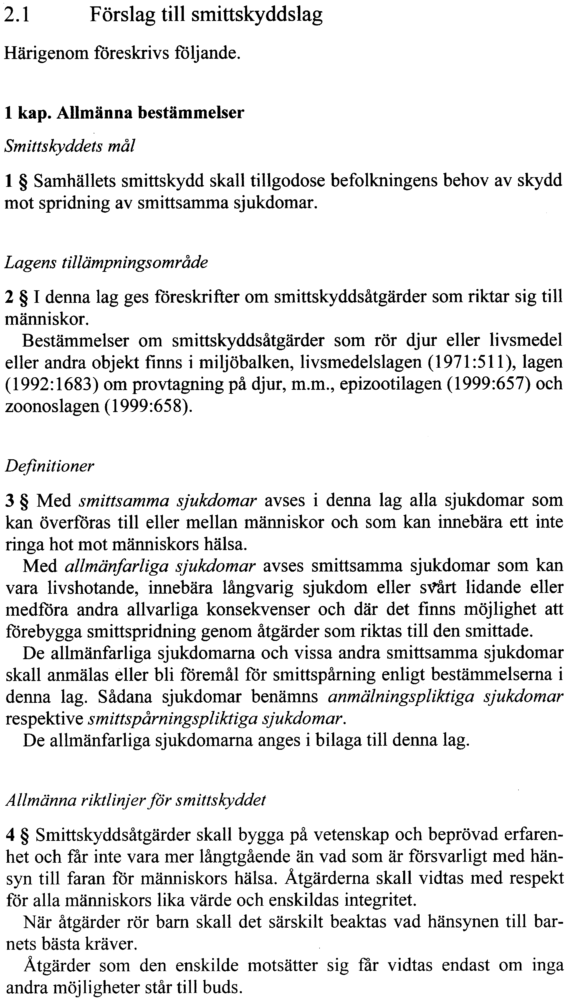 2.1 Förslag till smittskyddslag
Härigenom föreskrivs följande.
1 kap. Allmänna bestämmelser
Smittskyddets mål
1 § Samhällets smittskydd skall tillgodose befolkningens behov av skydd
mot spridning av smittsamma sjukdomar.
Lagens tillämpningsområde
2 § I denna lag ges föreskrifter om smittskyddsåtgärder som riktar sig till
människor.
Bestämmelser om smittskyddsåtgärder som rör djur eller livsmedel
eller andra objekt finns i miljöbalken, livsmedelslagen (1971:511), lagen
(1992:1683) om provtagning på djur, m.m., epizootilagen (1999:657) och
zoonoslagen (1999:658).
Definitioner
3 § Med smittsamma sjukdomar avses i denna lag alla sjukdomar som
kan överföras till eller mellan människor och som kan innebära ett inte
ringa hot mot människors hälsa.
Med allmänfarliga sjukdomar avses smittsamma sjukdomar som kan
vara livshotande, innebära långvarig sjukdom eller svårt lidande eller
medföra andra allvarliga konsekvenser och där det finns möjlighet att
förebygga smittspridning genom åtgärder som riktas till den smittade.
De allmänfarliga sjukdomarna och vissa andra smittsamma sjukdomar
skall anmälas eller bli föremål för smittspårning enligt bestämmelserna i
denna lag. Sådana sjukdomar benämns anmälningspliktiga sjukdomar
respektive smittspårningspliktiga sjukdomar.
De allmänfarliga sjukdomarna anges i bilaga till denna lag.
Allmänna riktlinjer för smittskyddet
4 § Smittskyddsåtgärder skall bygga på vetenskap och beprövad erfaren-
het och får inte vara mer långtgående än vad som är försvarligt med hän-
syn till faran för människors hälsa. Åtgärderna skall vidtas med respekt
för alla människors lika värde och enskildas integritet.
När åtgärder rör barn skall det särskilt beaktas vad hänsynen till bar-
nets bästa kräver.
Åtgärder som den enskilde motsätter sig får vidtas endast om inga
andra möjligheter står till buds.